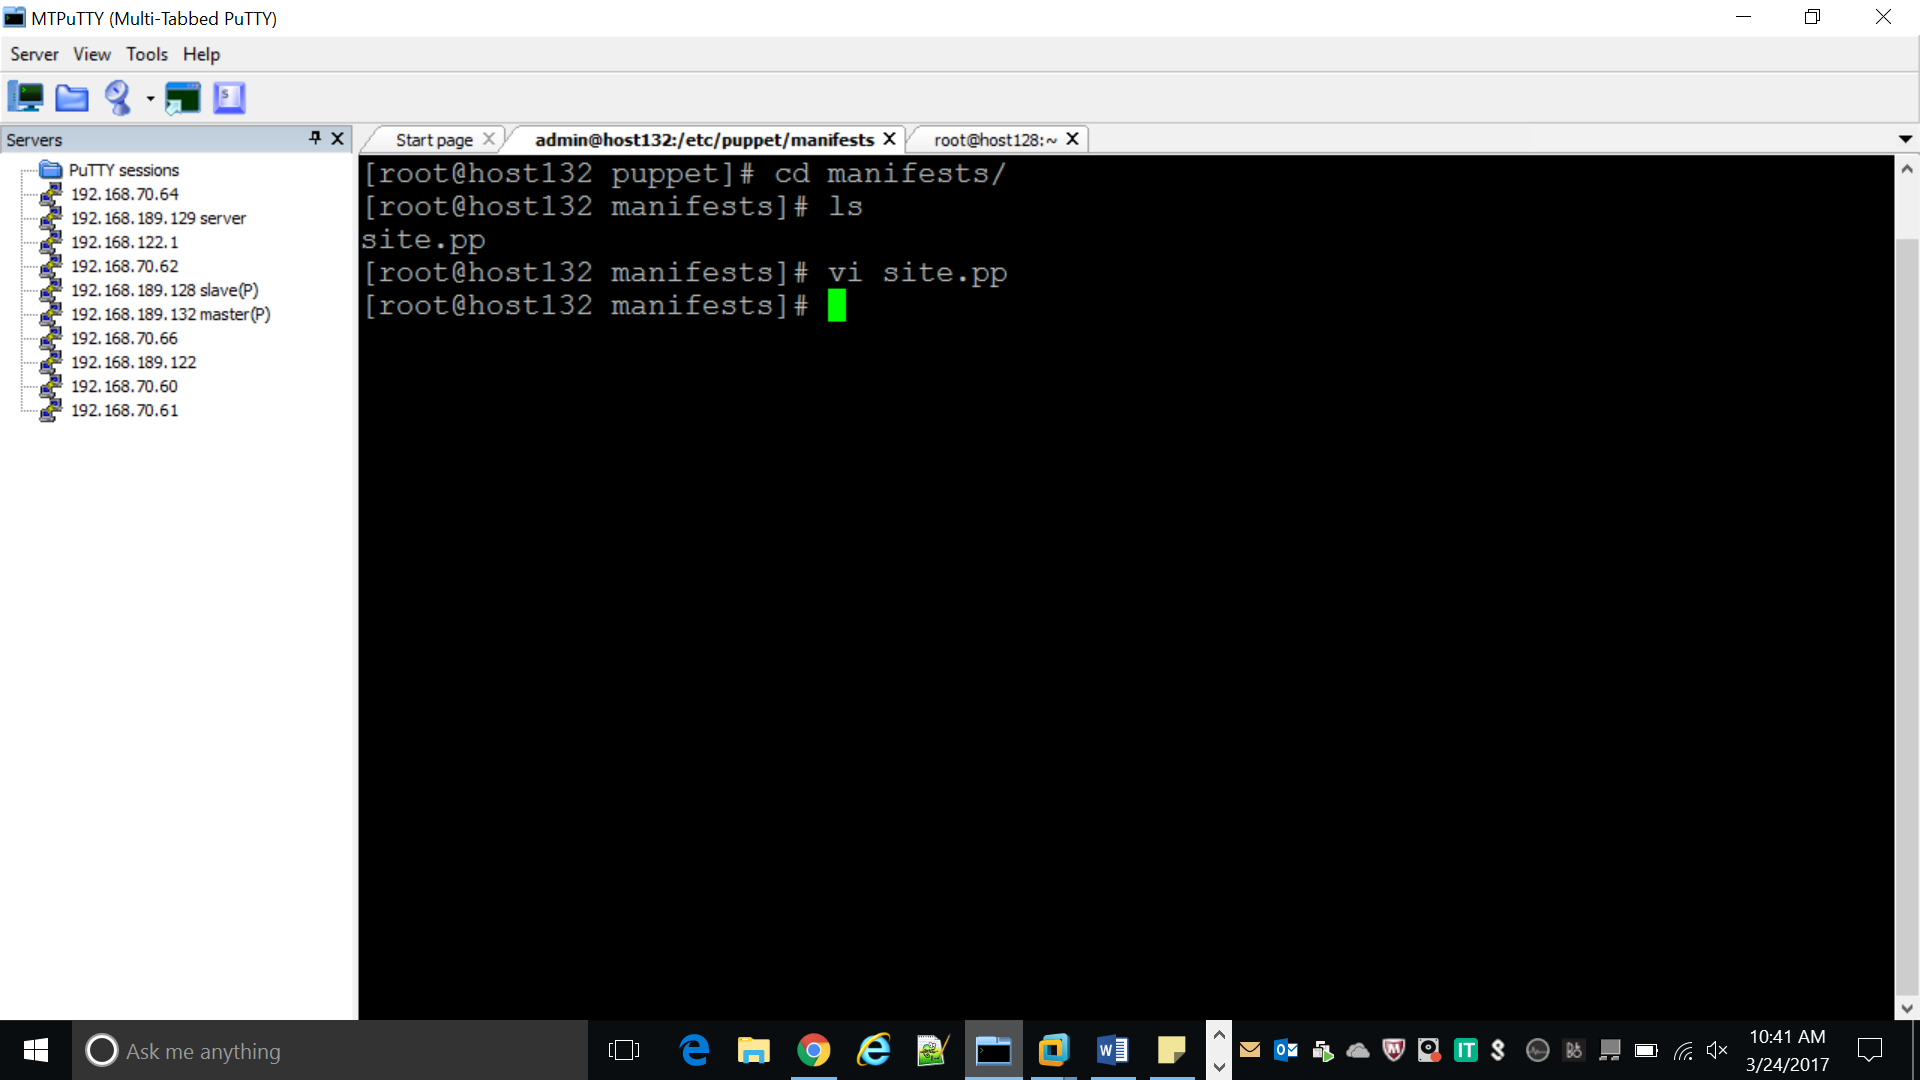 MTPuTTY (Multi-Tabbed PuTTY)
Server View Tools Help
Servers
Start page
admin@host132:/etc/puppet/manifests
root@host128:~
PuTTY sessions
192.168.70.64
192.168.189.129 server
192.168.122.1
192.168.70.62
192.168.189.128 slave(P)
192.168.189.132 master(P)
192.168.70.66
192.168.189.122
192.168.70.60
192.168.70.61
[root@host132 puppet]# cd manifests/
[root@host132 manifests]# ls
site.pp
[root@host132 manifests]# vi site.pp
[root@host132 manifests]#
Ask me anything
IT
10:41 AM
3/24/2017